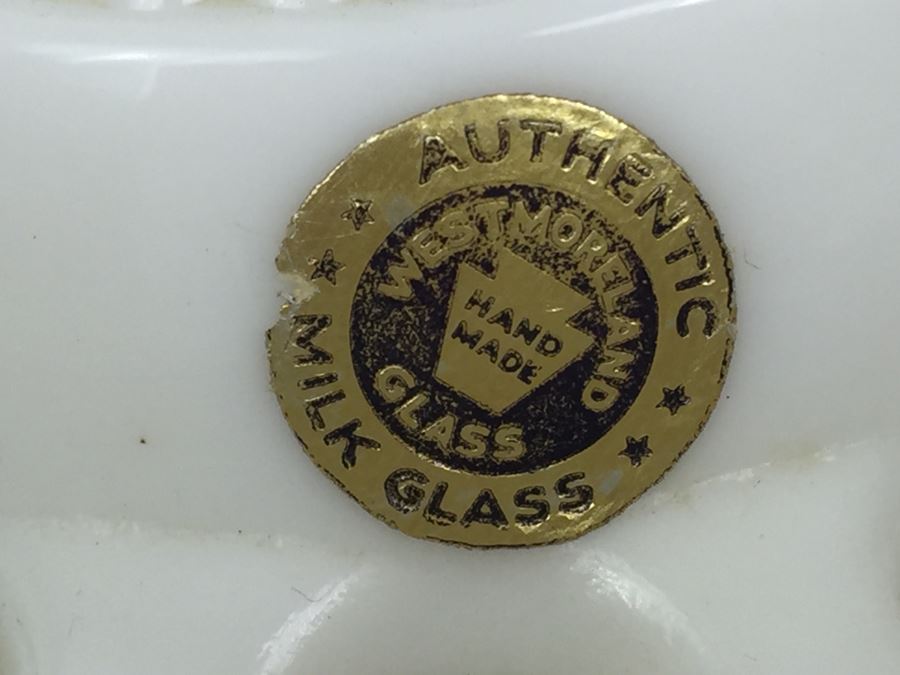 AUTHENTIC
MILK GLASS
WESTMORELAND
GLASS
HAND
MADE